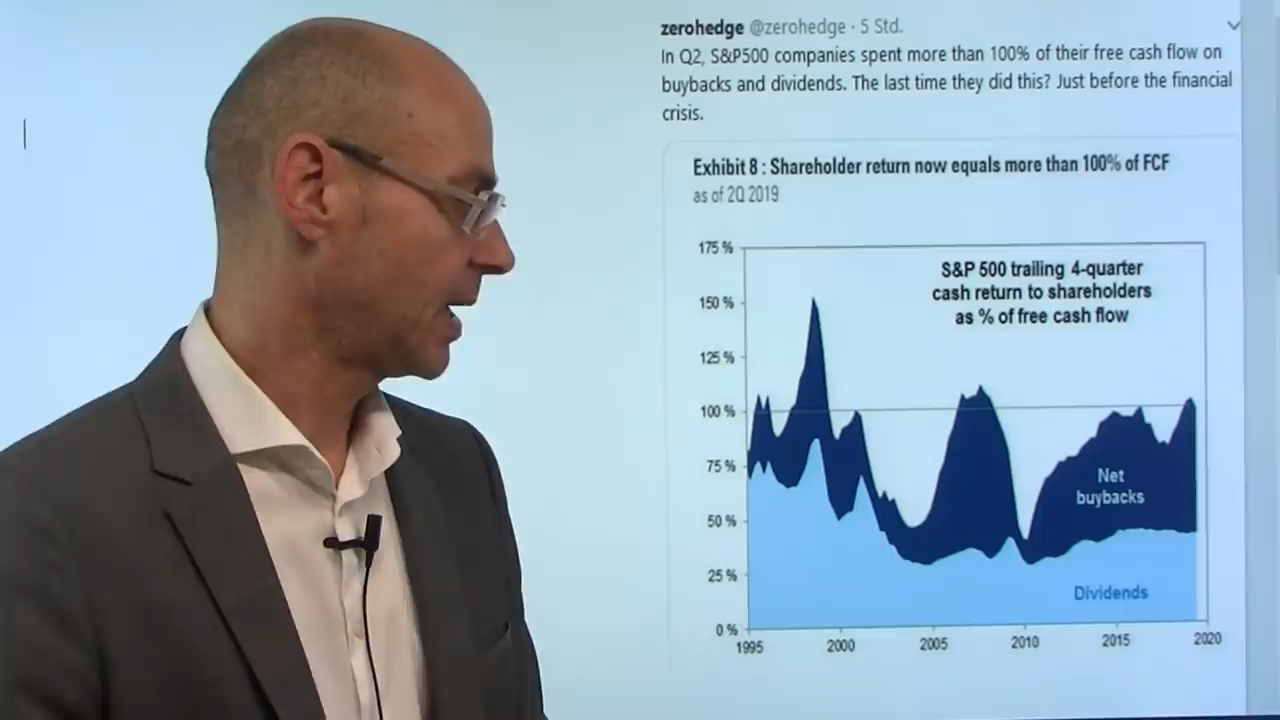 zerohedge @zerohedge · 5 Std.
In Q2, S&P500 companies spent more than 100% of their free cash flow on
buybacks and dividends. The last time they did this? Just before the financial
crisis.
Exhibit 8 : Shareholder return now equals more than 100% of FCF
as of 2Q 2019
175 %
S&P 500 trailing 4-quarter
cash return to shareholders
as % of free cash flow
150 %
125 %
100 %
75 %
Net
buybacks
50 %
25 %
Dividends
0 %
1995 2000 2005 2010 2015 2020